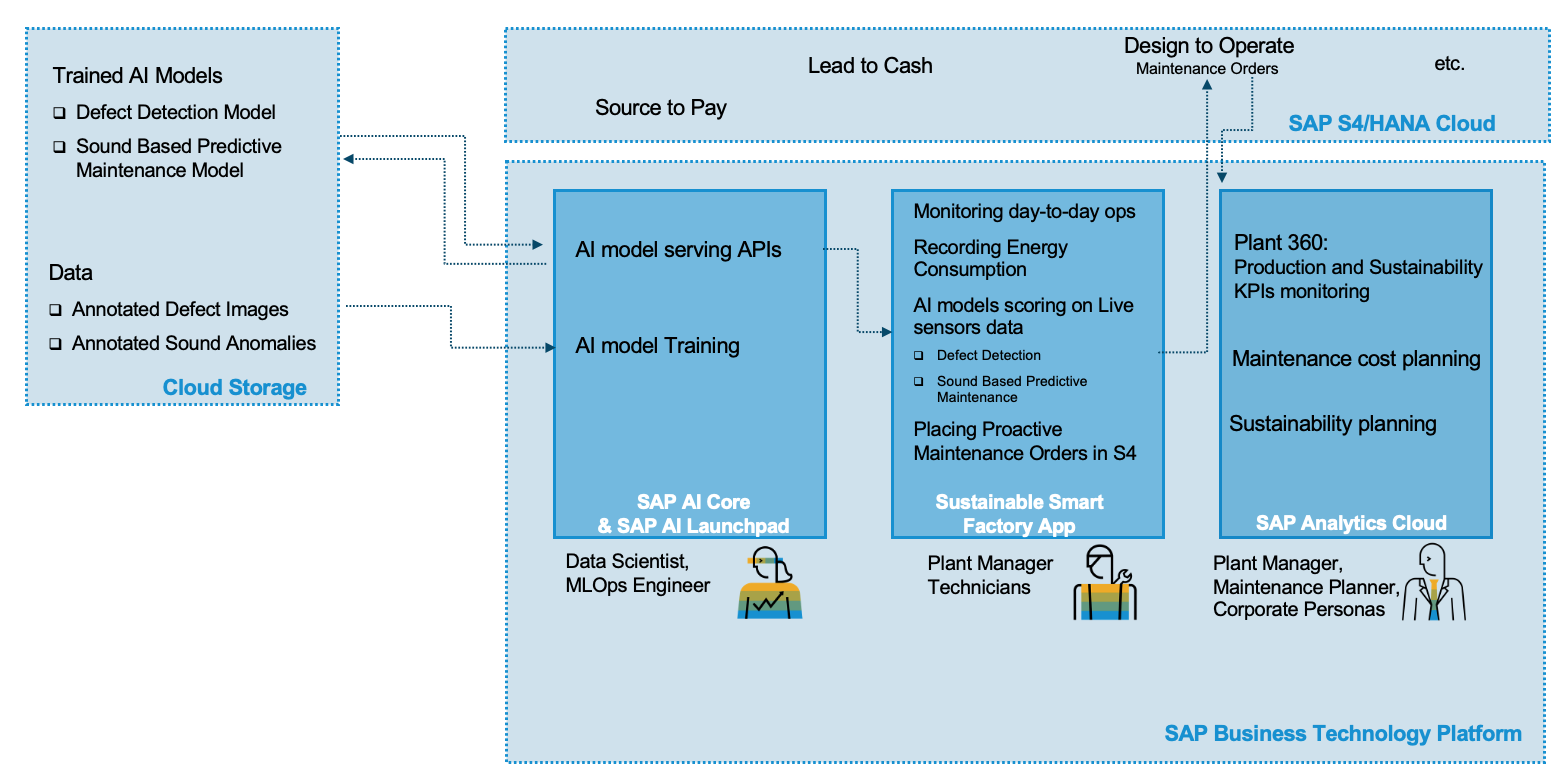 Trained AI Models
Defect Detection Model
Sound Based Predictive
Maintenance Model
Data
Annotated Defect Images
Annotated Sound Anomalies
Cloud Storage
Source to Pay
Lead to Cash
Design to Operate
Maintenance Orders
etc.
SAP S4/HANA Cloud
AI model serving APIs
AI model Training
SAP AI Core
& SAP AI Launchpad
Data Scientist,
MLOps Engineer
Monitoring day-to-day ops
Recording Energy
Consumption
AI models scoring on Live
sensors data
Defect Detection
Sound Based Predictive
Maintenance
Placing Proactive
Maintenance Orders in S4
Sustainable Smart
Factory App
Plant Manager
Technicians
Plant 360:
Production and Sustainability
KPIs monitoring
Maintenance cost planning
Sustainability planning
SAP Analytics Cloud
Plant Manager,
Maintenance Planner,
Corporate Personas
SAP Business Technology Platform